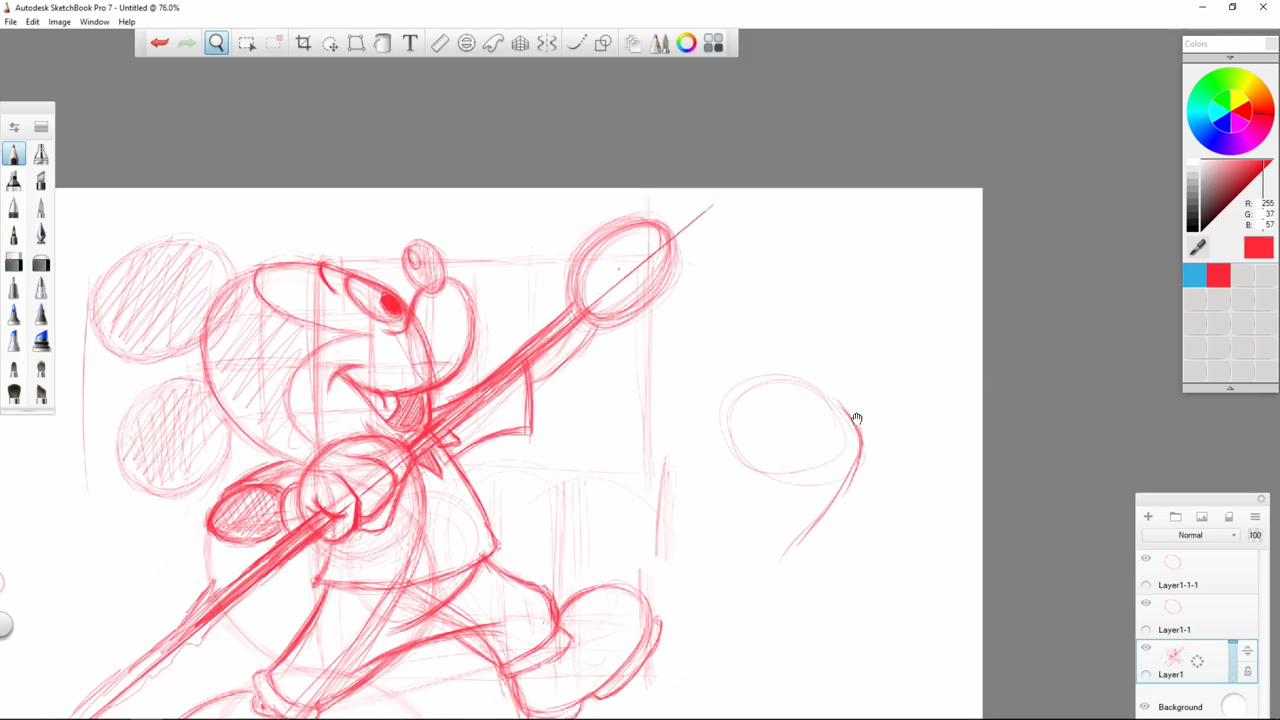 Autodesk SketchBook Pro 7 - Untitled @ 76.0%
File Edit Image Window Help
T
Colors
R: 255
G: 37
B: 57
Normal 100
Layer1-1-1
Layer1-1
Layer1
Background